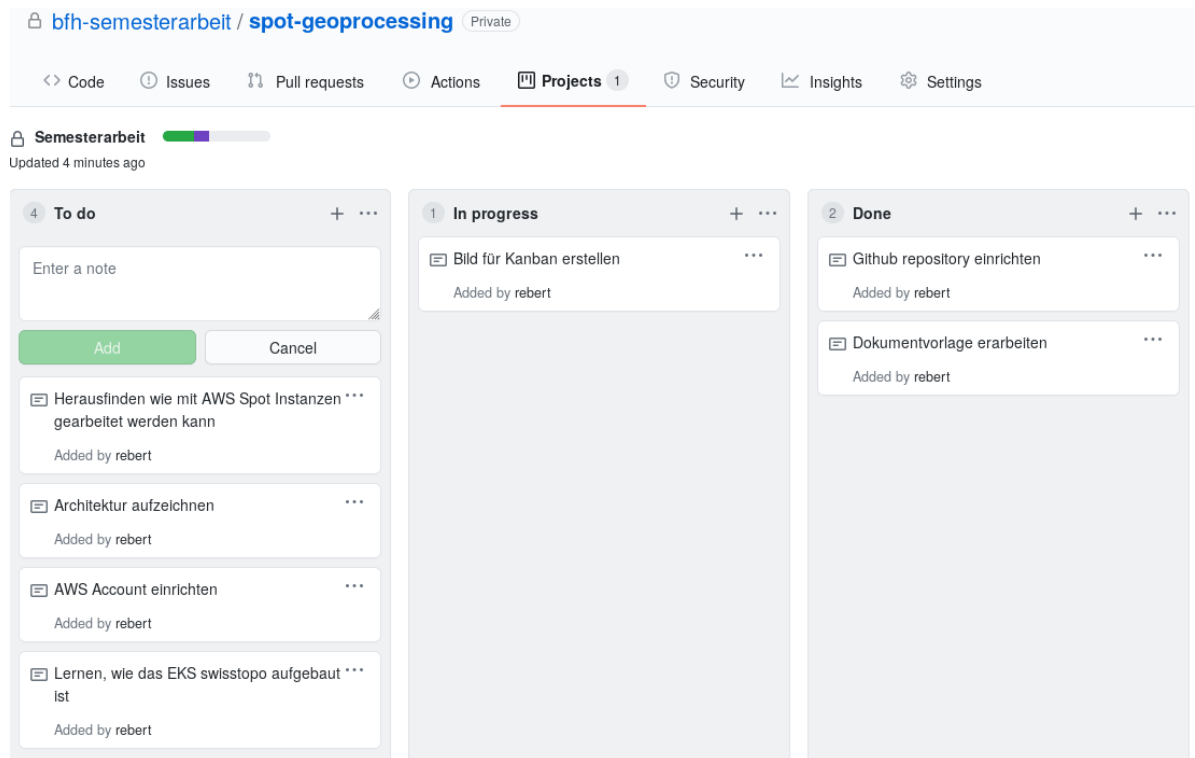 bfh-semesterarbeit / spot-geoprocessing Private
Code Issues Pull requests Actions Projects 1 Security Insights Settings
Semesterarbeit
Updated 4 minutes ago
4 To do
Enter a note
Add Cancel
Herausfinden wie mit AWS Spot Instanzen
gearbeitet werden kann
Added by rebert
Architektur aufzeichnen
Added by rebert
AWS Account einrichten
Added by rebert
Lernen, wie das EKS swisstopo aufgebaut
ist
Added by rebert
1 In progress
Bild für Kanban erstellen
Added by rebert
2 Done
Github repository einrichten
Added by rebert
Dokumentvorlage erarbeiten
Added by rebert